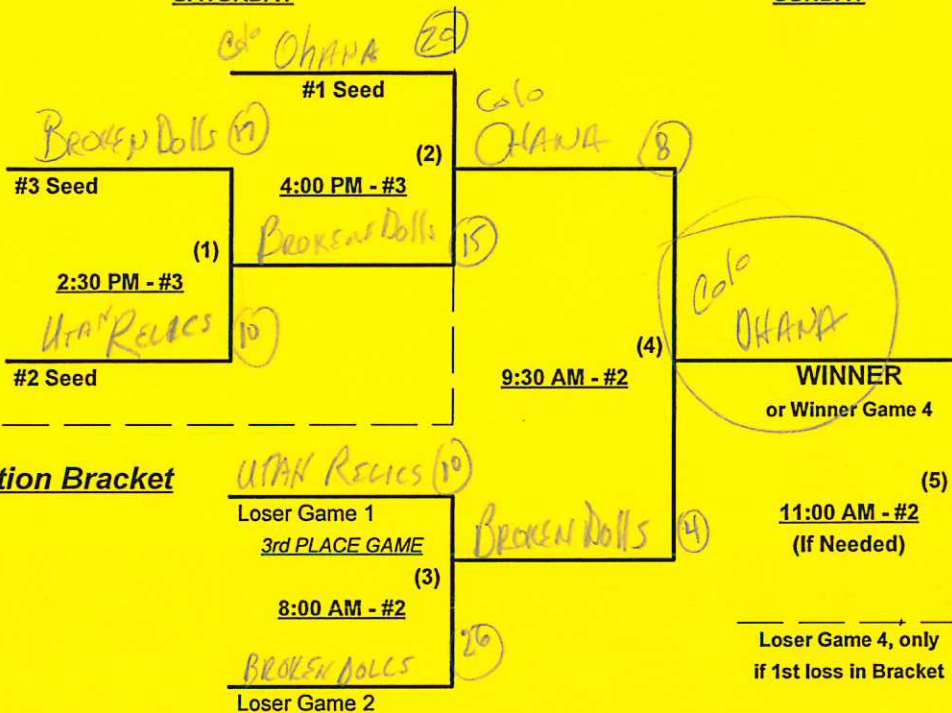 Colo OHANA 20
#1 Seed
BROKEN Dolls
#3 Seed
(2)
4:00 PM - #3
Colo
OHANA 8
BROKEN Dolls 15
(1)
2:30 PM - #3
UTAH RELICS 10
#2 Seed
Colo
OHANA
(4)
9:30 AM - #2
WINNER
or Winner Game 4
tion Bracket
UTAH RELICS 10
Loser Game 1
3rd PLACE GAME
BROKEN Dolls 4
(5)
11:00 AM - #2
(If Needed)
(3)
8:00 AM - #2
BROKEN DOLLS 26
Loser Game 2
Loser Game 4, only
if 1st loss in Bracket